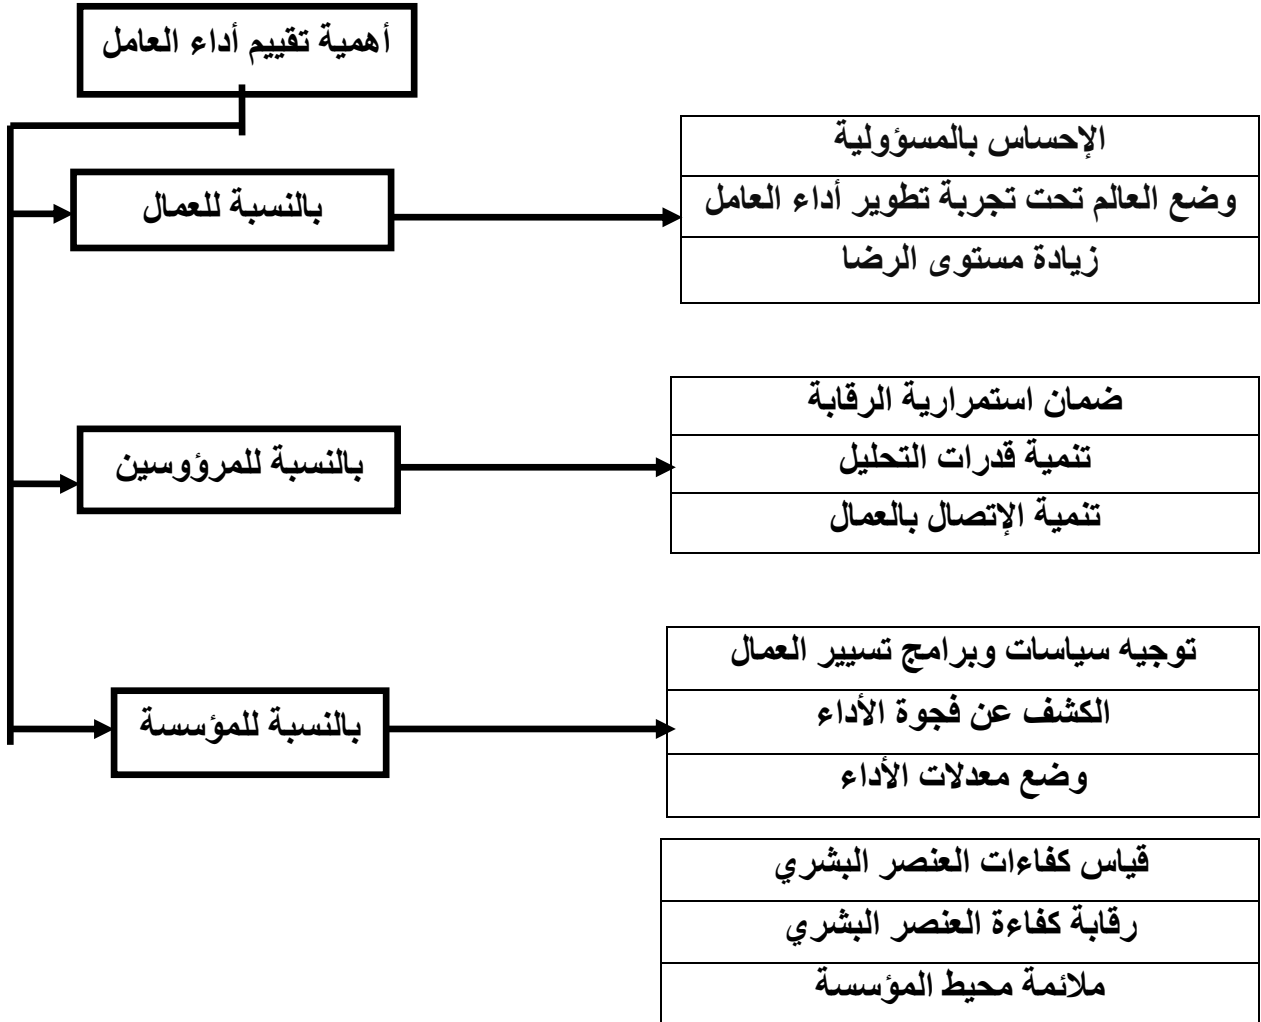 أهمية تقييم أداء العامل
بالنسبة للعمال
الإحساس بالمسؤولية
وضع العالم تحت تجربة تطوير أداء العامل
زيادة مستوى الرضا
بالنسبة للمرؤوسين
ضمان استمرارية الرقابة
تنمية قدرات التحليل
تنمية الإتصال بالعمال
بالنسبة للمؤسسة
توجيه سياسات وبرامج تسيير العمال
الكشف عن فجوة الأداء
وضع معدلات الأداء
قياس كفاءات العنصر البشري
رقابة كفاءة العنصر البشري
ملائمة محيط المؤسسة